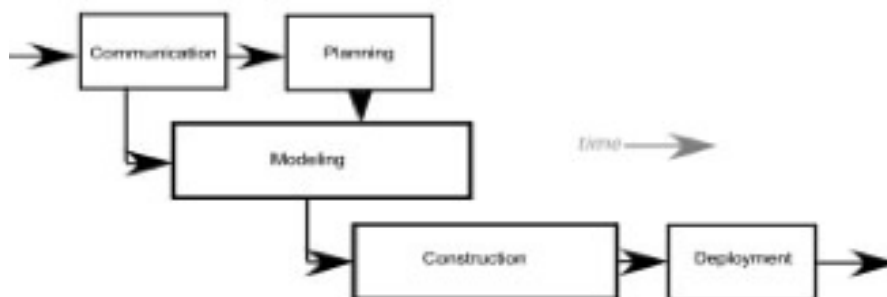 Communication
Planning
Modeling
time
Construction
Deployment